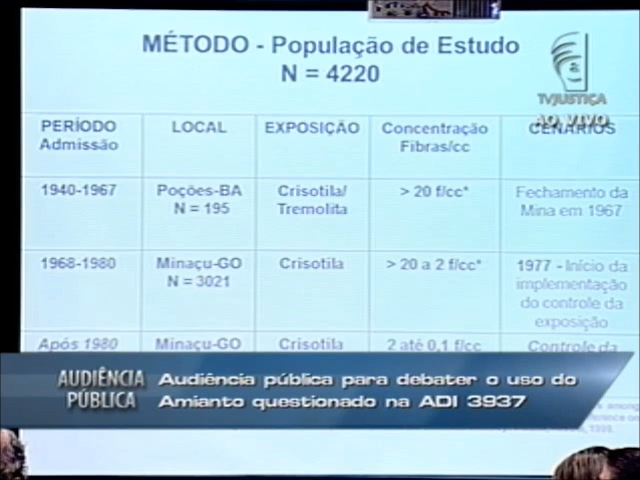 MÉTODO - População de Estudo
N = 4220
TVJUSTIÇA
AO VIVO
PERÍODO
Admissão
LOCAL
EXPOSIÇÃO
Concentração
Fibras/cc
CENÁRIOS
1940-1967
Poções-BA
N = 195
Crisotila/
Tremolita
> 20 f/cc*
Fechamento da
Mina em 1967
1968-1980
Minaçu-GO
N = 3021
Crisotila
> 20 a 2 f/cc*
1977 - Início da
implementação
do controle da
exposição
Após 1980
Minaçu-GO
Crisotila
2 até 0,1 f/cc
Controle da
AUDIÊNCIA
PÚBLICA
Audiência pública para debater o uso do
Amianto questionado na ADI 3937